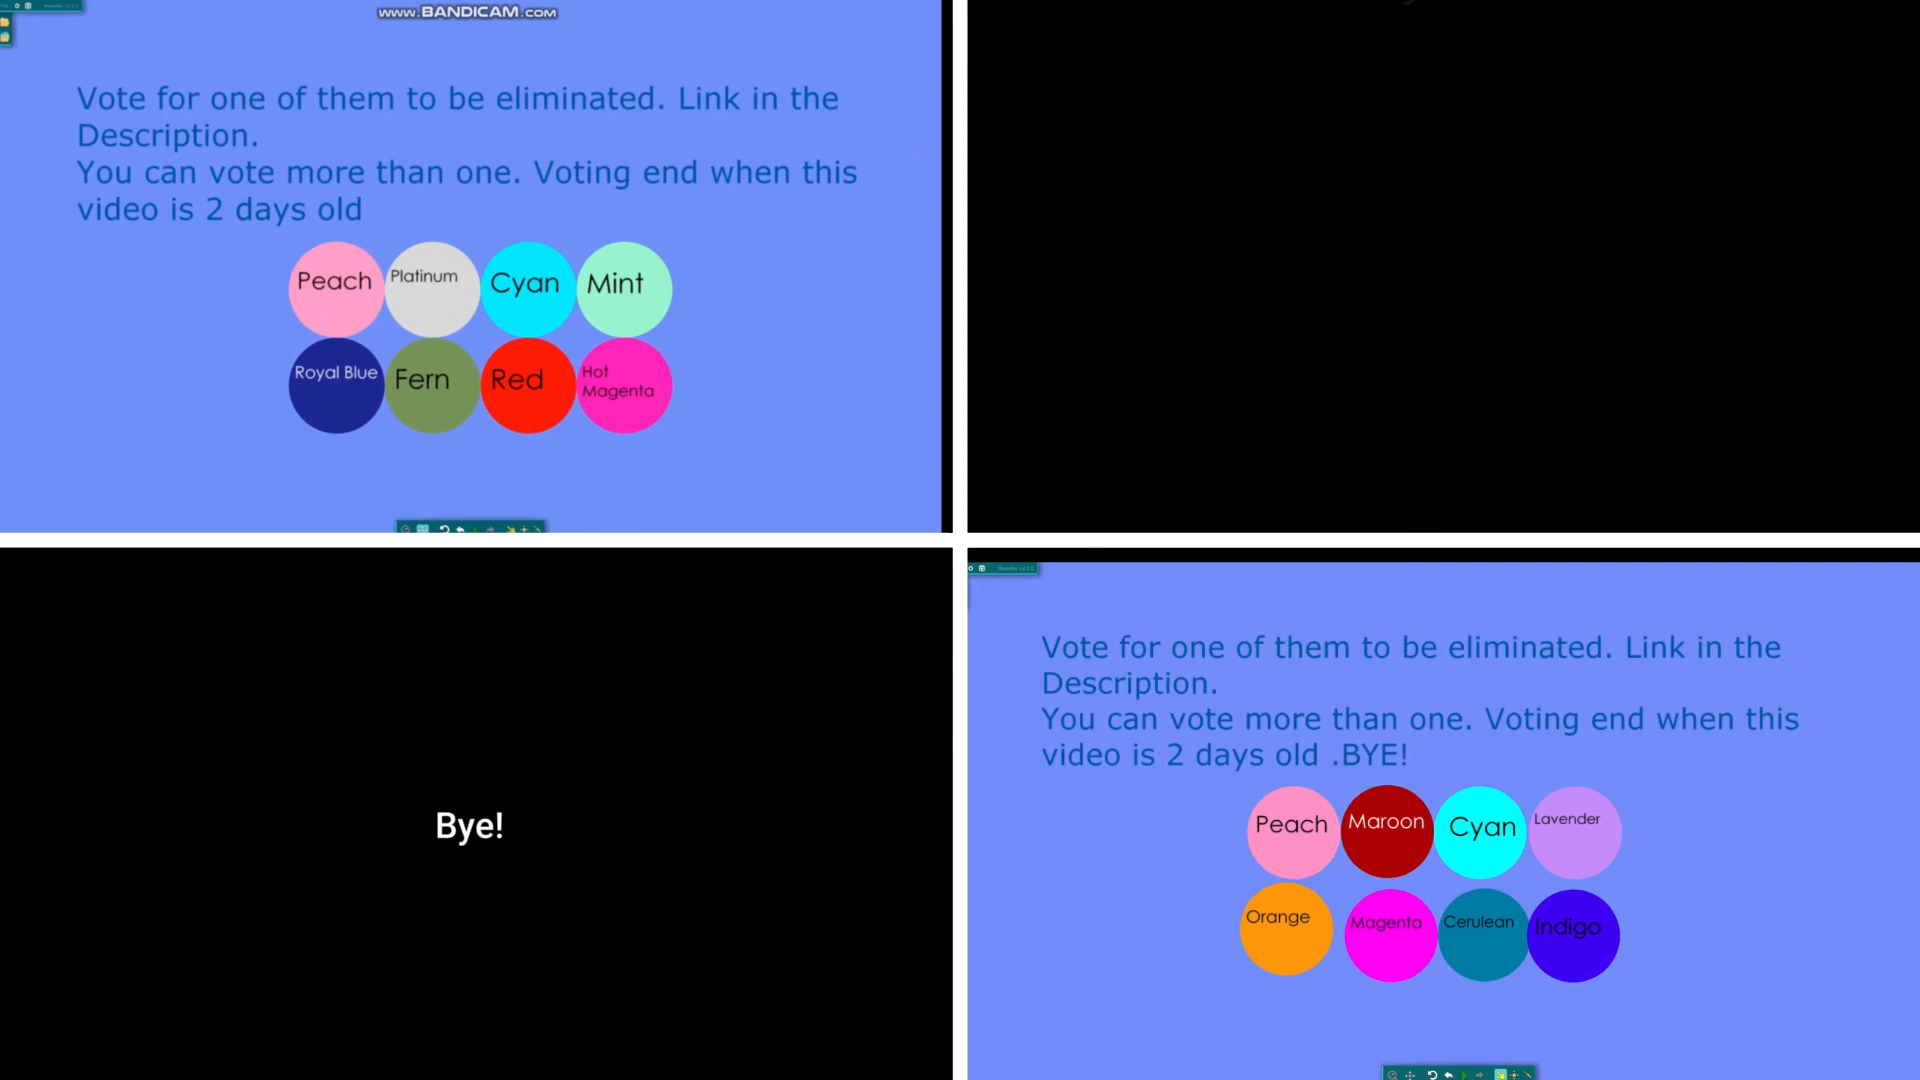 www.BANDICAM.com
Vote for one of them to be eliminated. Link in the
Description.
You can vote more than one. Voting end when this
video is 2 days old
Peach
Platinum
Cyan
Mint
Royal Blue
Fern
Red
Hot
Magenta
Bye!
Vote for one of them to be eliminated. Link in the
Description.
You can vote more than one. Voting end when this
video is 2 days old .BYE!
Peach
Maroon
Cyan
Lavender
Orange
Magenta
Cerulean
Indigo